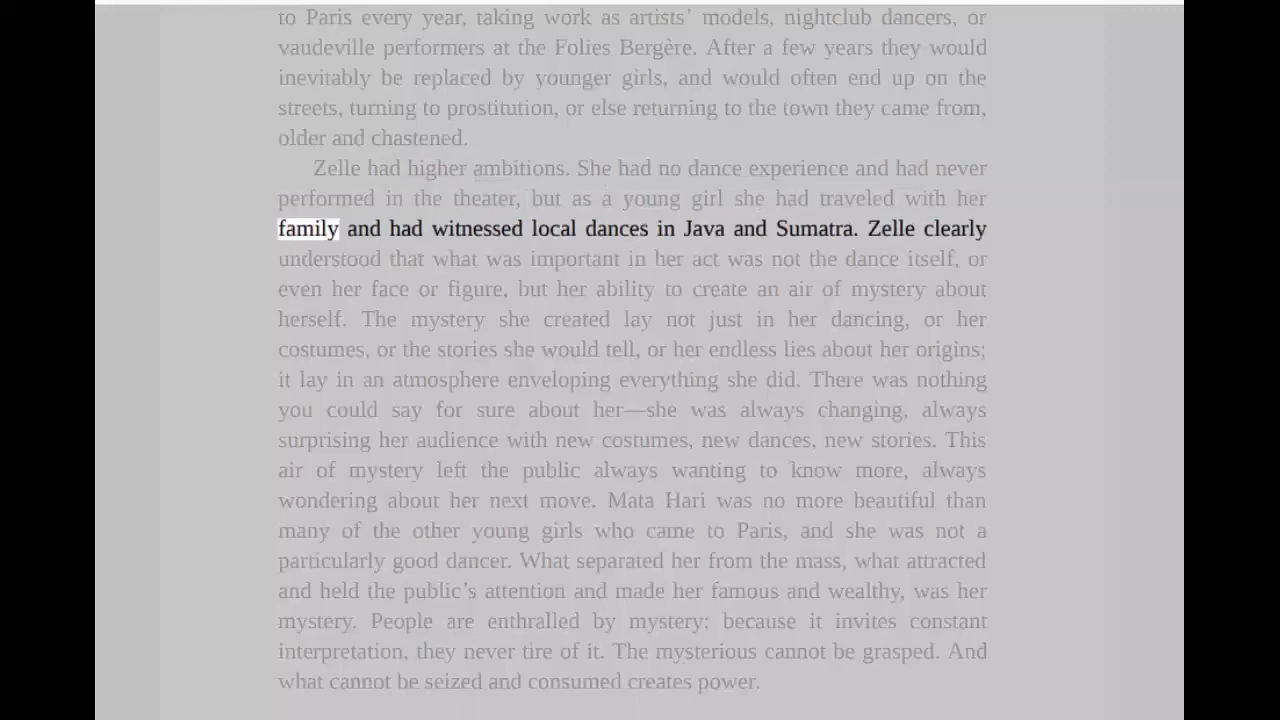 to Paris every year, taking work as artists’ models, nightclub dancers, or
vaudeville performers at the Folies Bergère. After a few years they would
inevitably be replaced by younger girls, and would often end up on the
streets, turning to prostitution, or else returning to the town they came from,
older and chastened.
Zelle had higher ambitions. She had no dance experience and had never
performed in the theater, but as a young girl she had traveled with her
family and had witnessed local dances in Java and Sumatra. Zelle clearly
understood that what was important in her act was not the dance itself, or
even her face or figure, but her ability to create an air of mystery about
herself. The mystery she created lay not just in her dancing, or her
costumes, or the stories she would tell, or her endless lies about her origins;
it lay in an atmosphere enveloping everything she did. There was nothing
you could say for sure about her—she was always changing, always
surprising her audience with new costumes, new dances, new stories. This
air of mystery left the public always wanting to know more, always
wondering about her next move. Mata Hari was no more beautiful than
many of the other young girls who came to Paris, and she was not a
particularly good dancer. What separated her from the mass, what attracted
and held the public’s attention and made her famous and wealthy, was her
mystery. People are enthralled by mystery; because it invites constant
interpretation, they never tire of it. The mysterious cannot be grasped. And
what cannot be seized and consumed creates power.